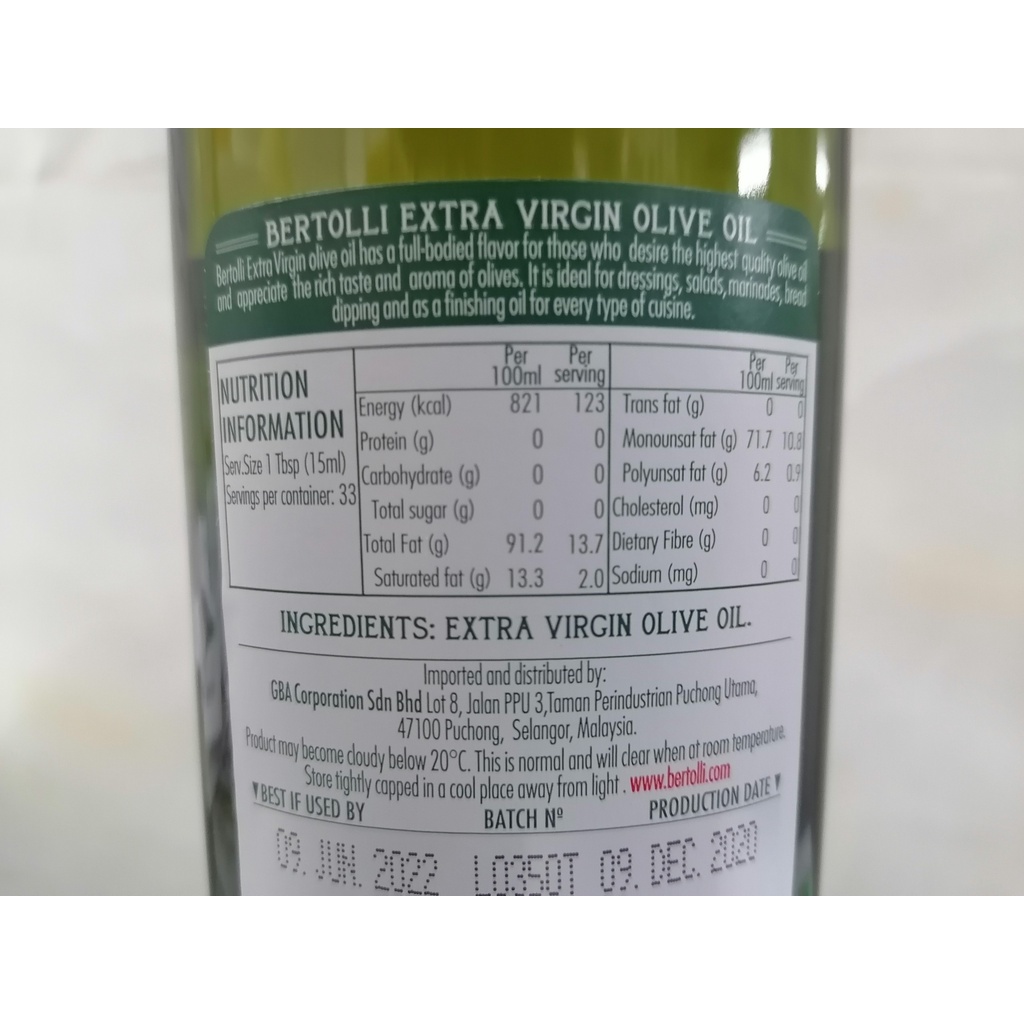 BERTOLLI EXTRA VIRGIN OLIVE OIL
Bertolli Extra Virgin olive oil has a full-bodied flavor for those who desire the highest quality olive oil
and appreciate the rich taste and aroma of olives. It is ideal for dressings, salads, marinades, bread
dipping and as a finishing oil for every type of cuisine.
NUTRITION
INFORMATION
Serv.Size 1 Tbsp (15ml)
Servings per container: 33
Per 100ml Per serving
Energy (kcal) 821 123
Protein (g) 0 0
Carbohydrate (g) 0 0
Total sugar (g) 0 0
Total Fat (g) 91.2 13.7
Saturated fat (g) 13.3 2.0
Per 100ml Per serving
Trans fat (g) 0 0
Monounsat fat (g) 71.7 10.8
Polyunsat fat (g) 6.2 0.9
Cholesterol (mg) 0 0
Dietary Fibre (g) 0 0
Sodium (mg) 0 0
INGREDIENTS: EXTRA VIRGIN OLIVE OIL.
Imported and distributed by:
GBA Corporation Sdn Bhd Lot 8, Jalan PPU 3,Taman Perindustrian Puchong Utama,
47100 Puchong, Selangor, Malaysia.
Product may become cloudy below 20°C. This is normal and will clear when at room temperature.
Store tightly capped in a cool place away from light . www.bertolli.com
▼BEST IF USED BY BATCH Nº PRODUCTION DATE▼
09. JUN. 2022 L0350T 09. DEC. 2020